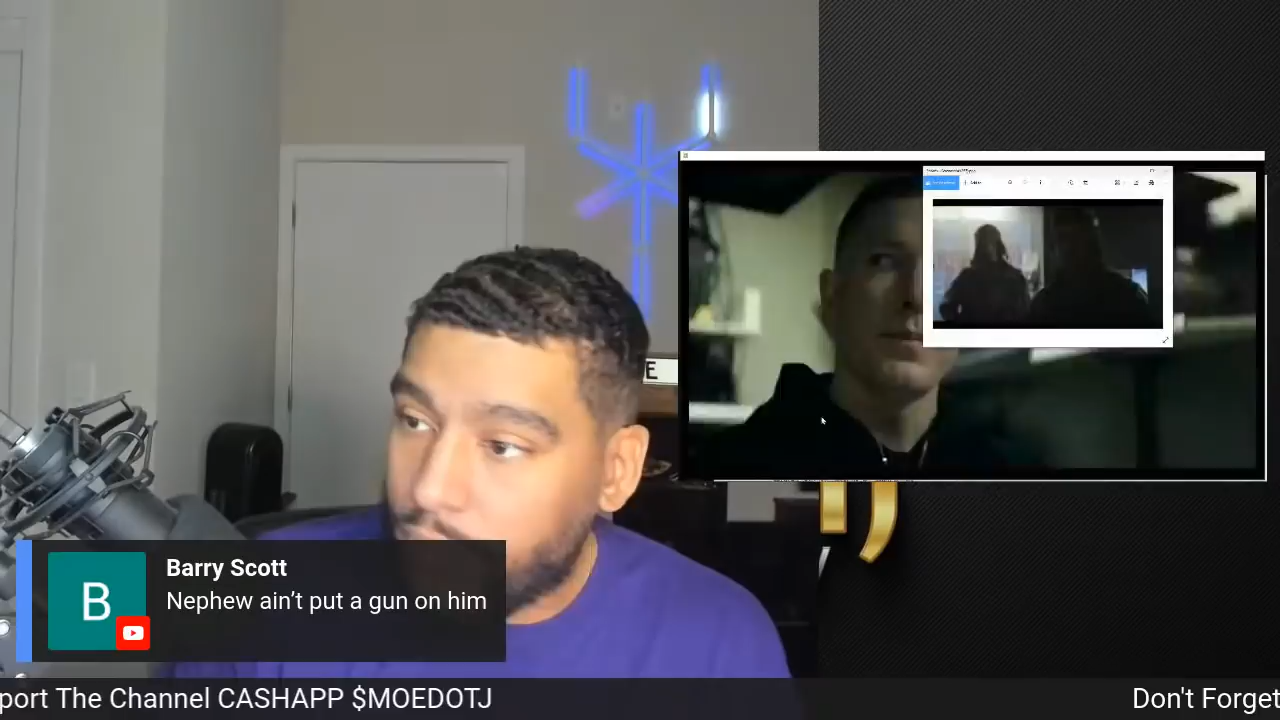 E
B
Barry Scott
Nephew ain’t put a gun on him
port The Channel CASHAPP $MOEDOTJ
Don't Forget